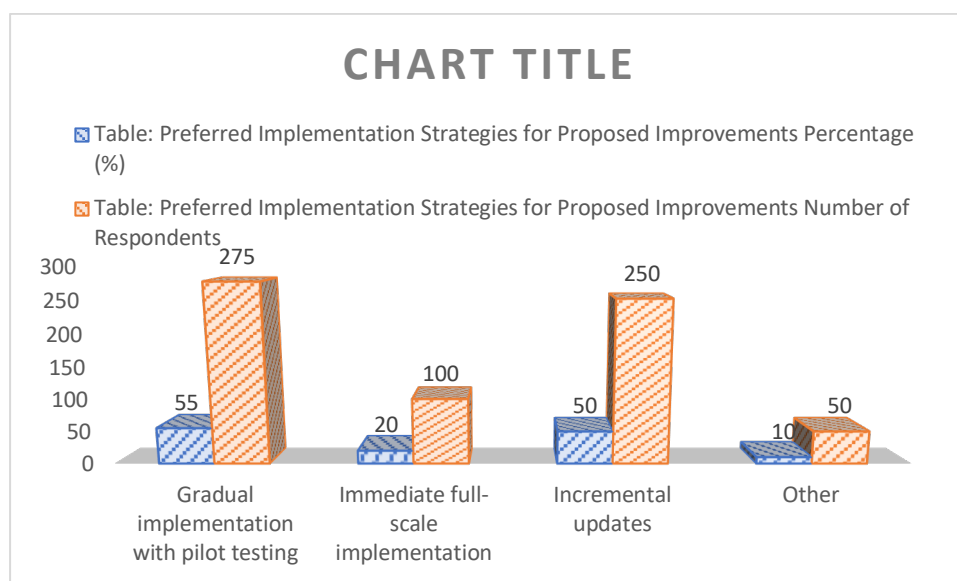 CHART TITLE
Table: Preferred Implementation Strategies for Proposed Improvements Percentage
(%)
Table: Preferred Implementation Strategies for Proposed Improvements Number of
Respondents
300
250
200
150
100
50
0
55
275
20
100
50
250
10
50
Gradual
implementation
with pilot testing
Immediate full-
scale
implementation
Incremental
updates
Other